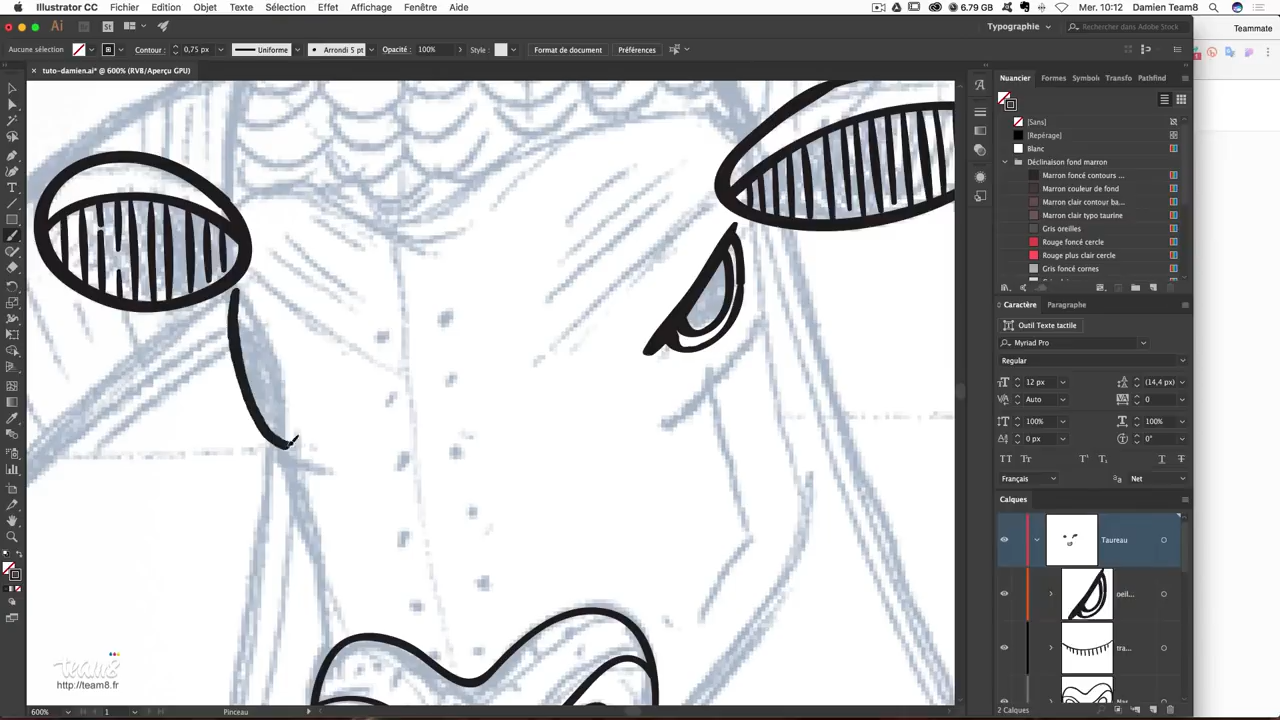 Illustrator CC Fichier Edition Objet Texte Sélection Effet Affichage Fenêtre Aide 6.79 GB Mer. 10:12 Damien Team8
Ai Typographie Rechercher dans Adobe Stock Teammate
Aucune sélection Contour : 0,75 px Uniforme Arrondi 5 pt Opacité : 100% Style : Format de document Préférences
tuto-damien.ai* @ 600% (RVB/Aperçu GPU)
Nuancier Formes Symbole Transfo Pathfind
[Sans]
[Repérage]
Blanc
Déclinaison fond marron
Marron foncé contours ...
Marron couleur de fond
Marron clair contour ba...
Marron clair typo taurine
Gris oreilles
Rouge foncé cercle
Rouge plus clair cercle
Gris foncé cornes
Caractère Paragraphe
Outil Texte tactile
Myriad Pro
Regular
12 px (14,4 px)
Auto 0
100% 100%
0 px 0°
Français Net
Calques
Taureau
oeil...
tra...
Nas...
2 Calques
team8
http://team8.fr
600% 1 Pinceau